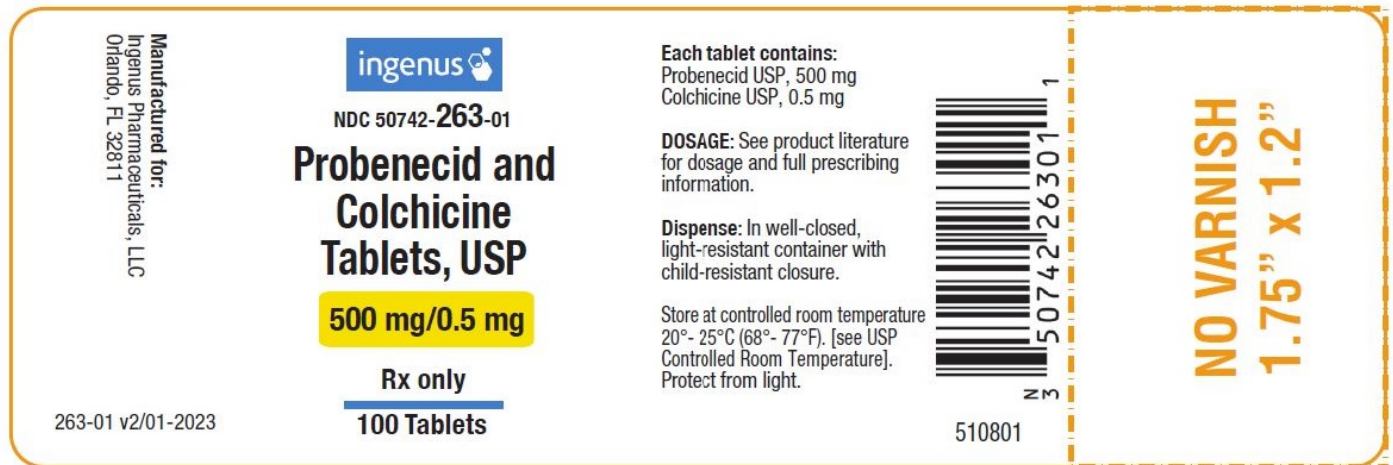 Manufactured for:
Ingenus Pharmaceuticals, LLC
Orlando, FL 32811
263-01 v2/01-2023
ingenus
NDC 50742-263-01
Probenecid and
Colchicine
Tablets, USP
500 mg/0.5 mg
Rx only
100 Tablets
Each tablet contains:
Probenecid USP, 500 mg
Colchicine USP, 0.5 mg
DOSAGE: See product literature
for dosage and full prescribing
information.
Dispense: In well-closed,
light-resistant container with
child-resistant closure.
Store at controlled room temperature
20°- 25°C (68°- 77°F). [see USP
Controlled Room Temperature].
Protect from light.
N
3 50742 26301 1
510801
NO VARNISH
1.75” x 1.2”